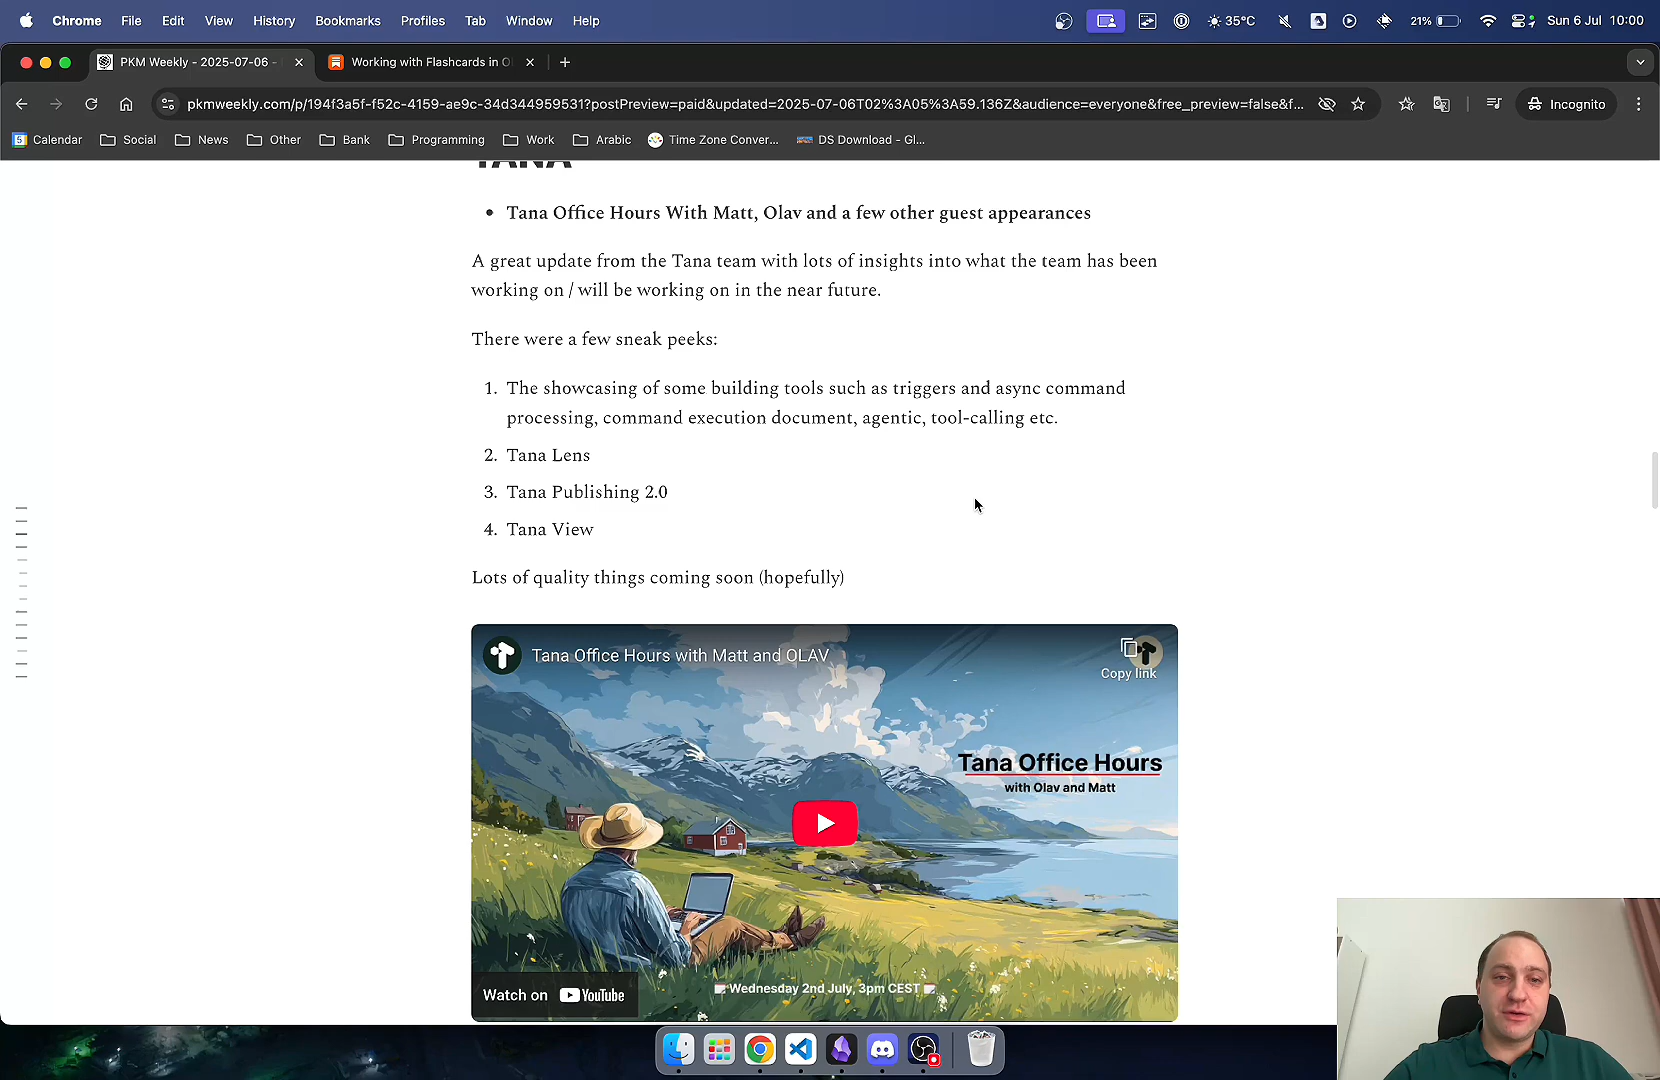 Chrome File Edit View History Bookmarks Profiles Tab Window Help 35°C 21% Sun 6 Jul 10:00
PKM Weekly - 2025-07-06 - Working with Flashcards in O
pkmweekly.com/p/194f3a5f-f52c-4159-ae9c-34d344959531?postPreview=paid&updated=2025-07-06T02%3A05%3A59.136Z&audience=everyone&free_preview=false&f... Incognito
Calendar Social News Other Bank Programming Work Arabic Time Zone Conver... DS Download - Gl...
TANA
• Tana Office Hours With Matt, Olav and a few other guest appearances
A great update from the Tana team with lots of insights into what the team has been
working on / will be working on in the near future.
There were a few sneak peeks:
1. The showcasing of some building tools such as triggers and async command
processing, command execution document, agentic, tool-calling etc.
2. Tana Lens
3. Tana Publishing 2.0
4. Tana View
Lots of quality things coming soon (hopefully)
Tana Office Hours with Matt and OLAV
Copy link
Tana Office Hours
with Olav and Matt
Wednesday 2nd July, 3pm CEST
Watch on YouTube